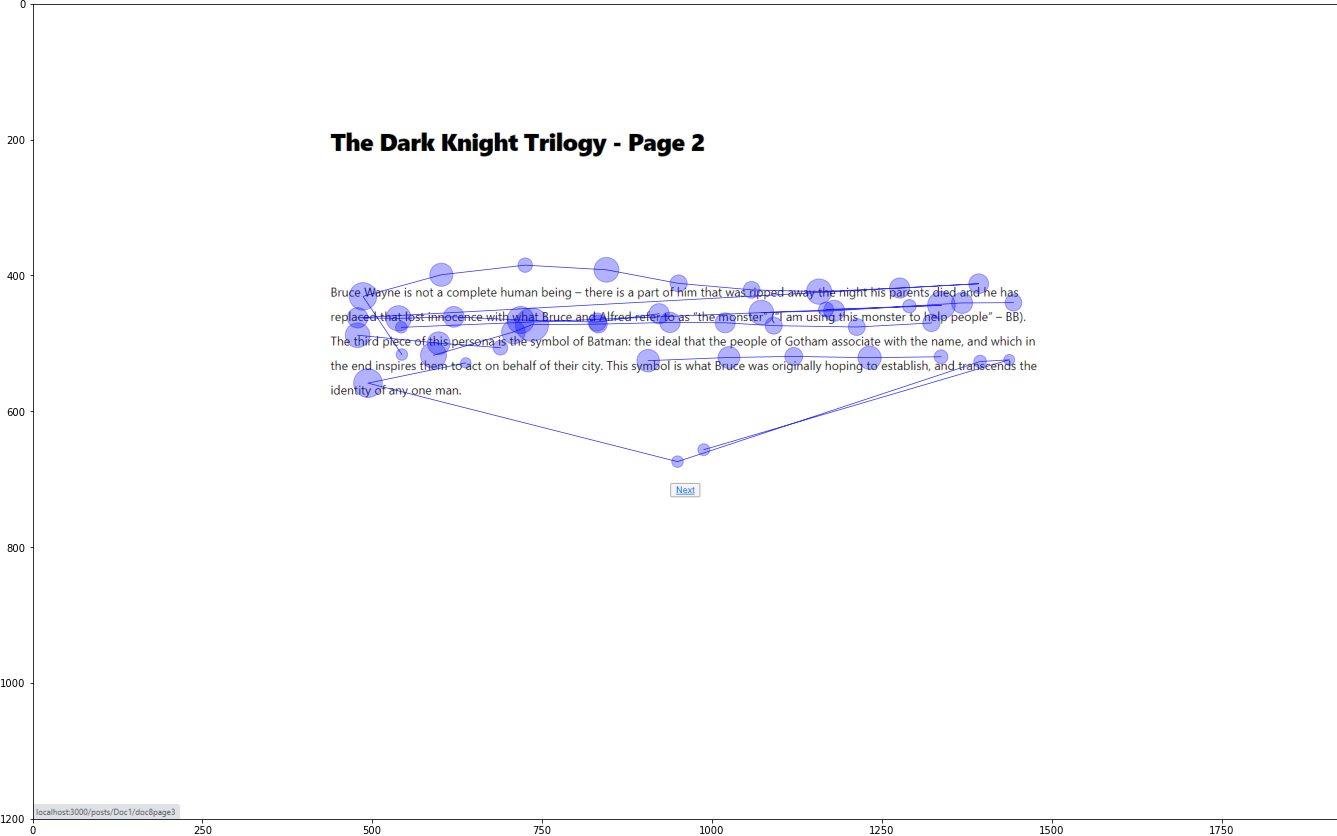 The Dark Knight Trilogy - Page 2
Bruce Wayne is not a complete human being – there is a part of him that was ripped away the night his parents died and he has
replaced that lost innocence with what Bruce and Alfred refer to as “the monster” (“I am using this monster to help people” – BB).
The third piece of this persona is the symbol of Batman: the ideal that the people of Gotham associate with the name, and which in
the end inspires them to act on behalf of their city. This symbol is what Bruce was originally hoping to establish, and transcends the
identity of any one man.
Next
localhost:3000/posts/Doc1/doc8page3
0
200
400
600
800
1000
1200
0 250 500 750 1000 1250 1500 1750